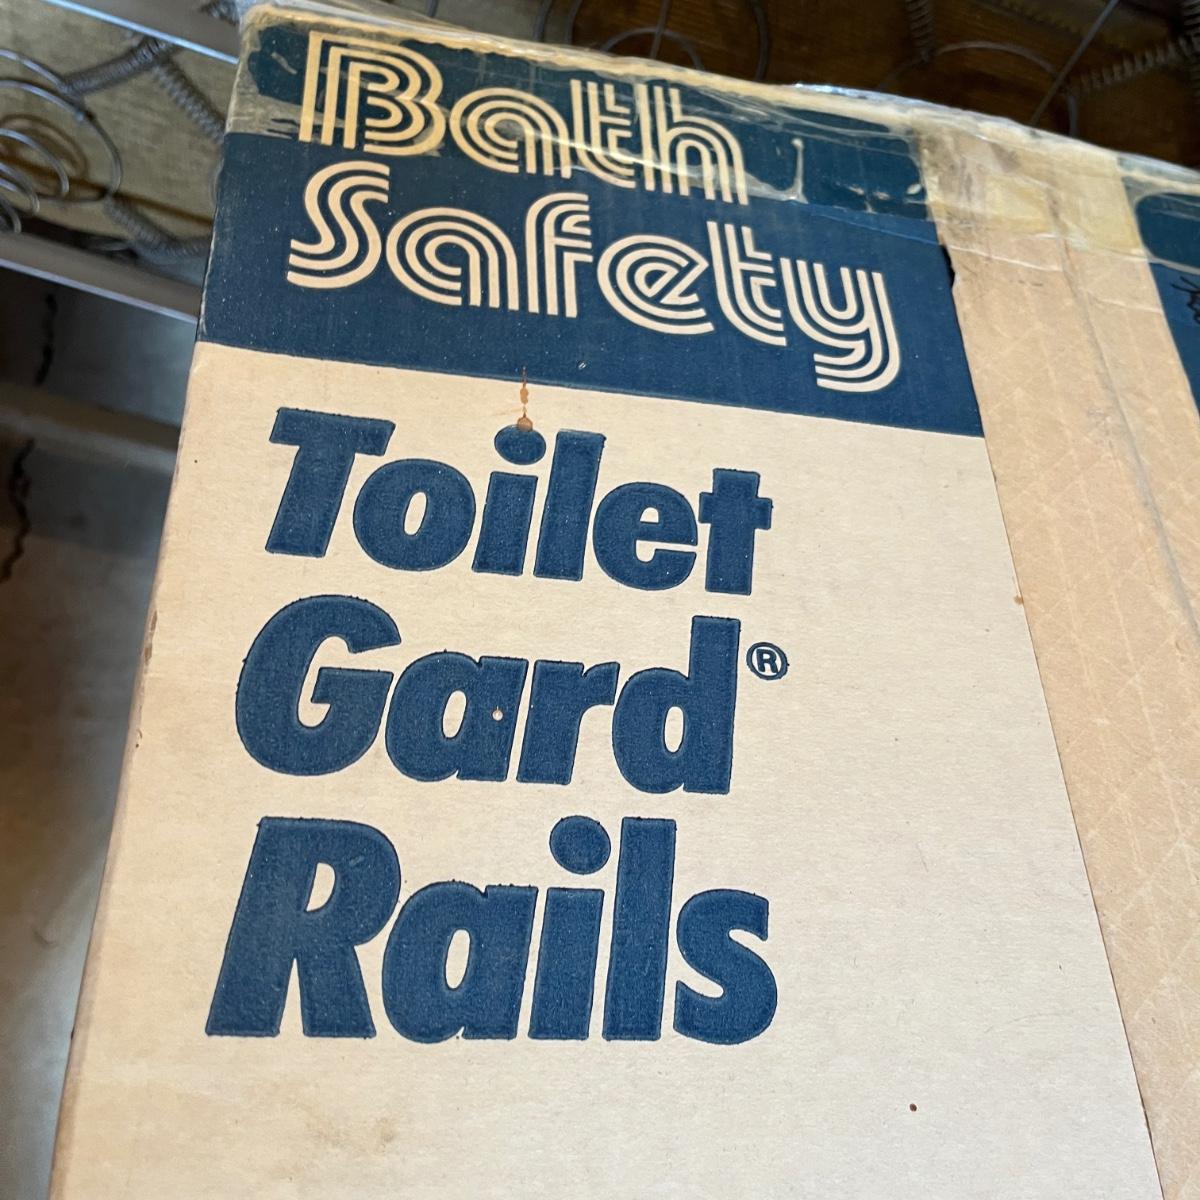 Bath
Safety
Toilet
Gard®
Rails